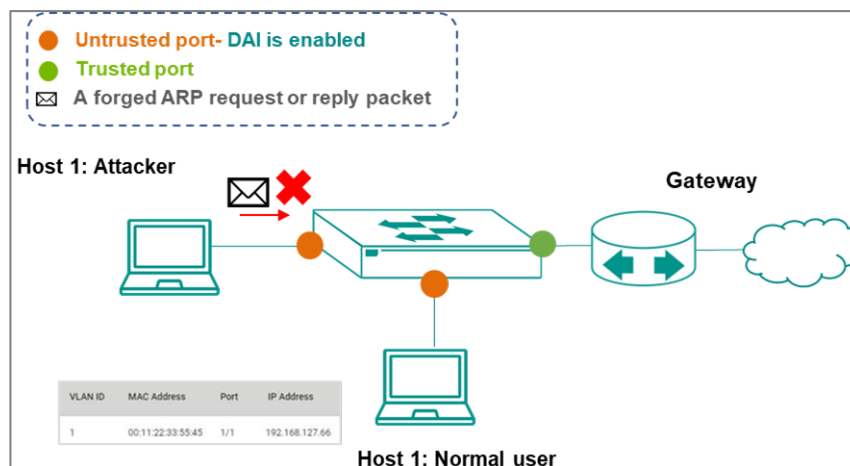 Untrusted port- DAI is enabled
Trusted port
A forged ARP request or reply packet
Host 1: Attacker
Gateway
VLAN ID MAC Address Port IP Address
1 00:11:22:33:55:45 1/1 192.168.127.66
Host 1: Normal user